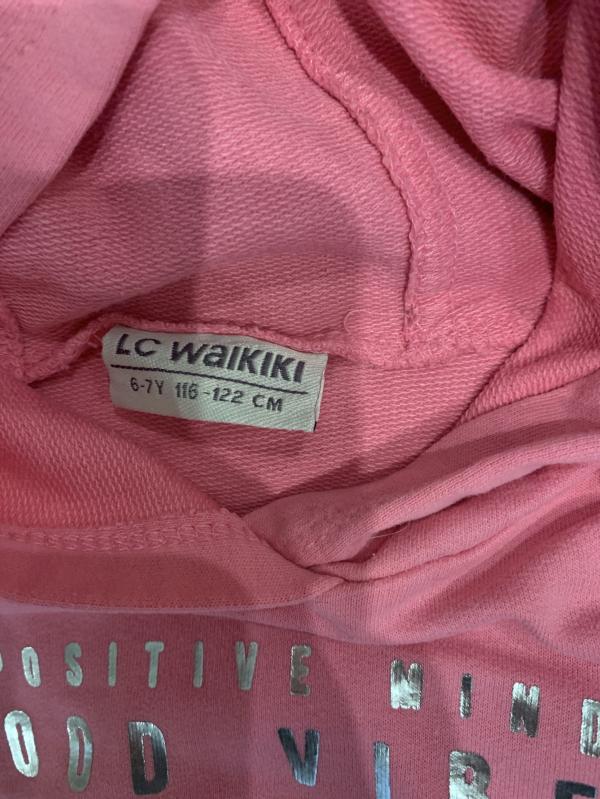 LC WAIKIKI
6-7Y 116-122 CM
POSITIVE MIND
OOD VIBE